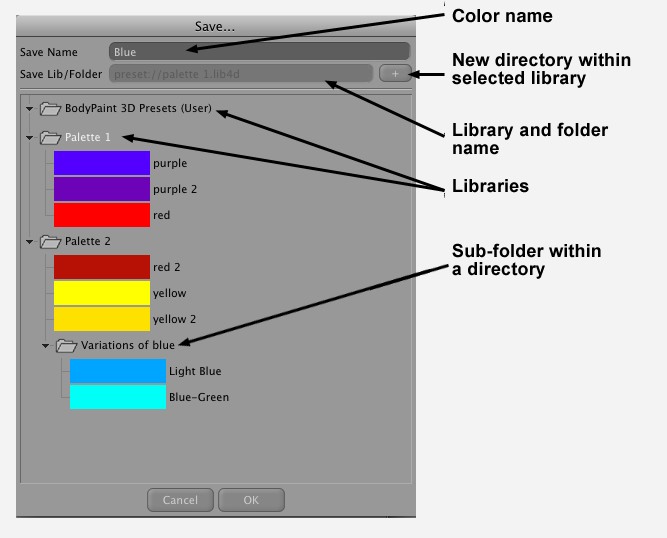 Save...
Color name
Save Name
Blue
Save Lib/Folder
preset://palette 1.lib4d
+
New directory within
selected library
BodyPaint 3D Presets (User)
Library and folder
name
Palette 1
purple
purple 2
Libraries
red
Palette 2
Sub-folder within
a directory
red 2
yellow
yellow 2
Variations of blue
Light Blue
Blue-Green
Cancel
OK